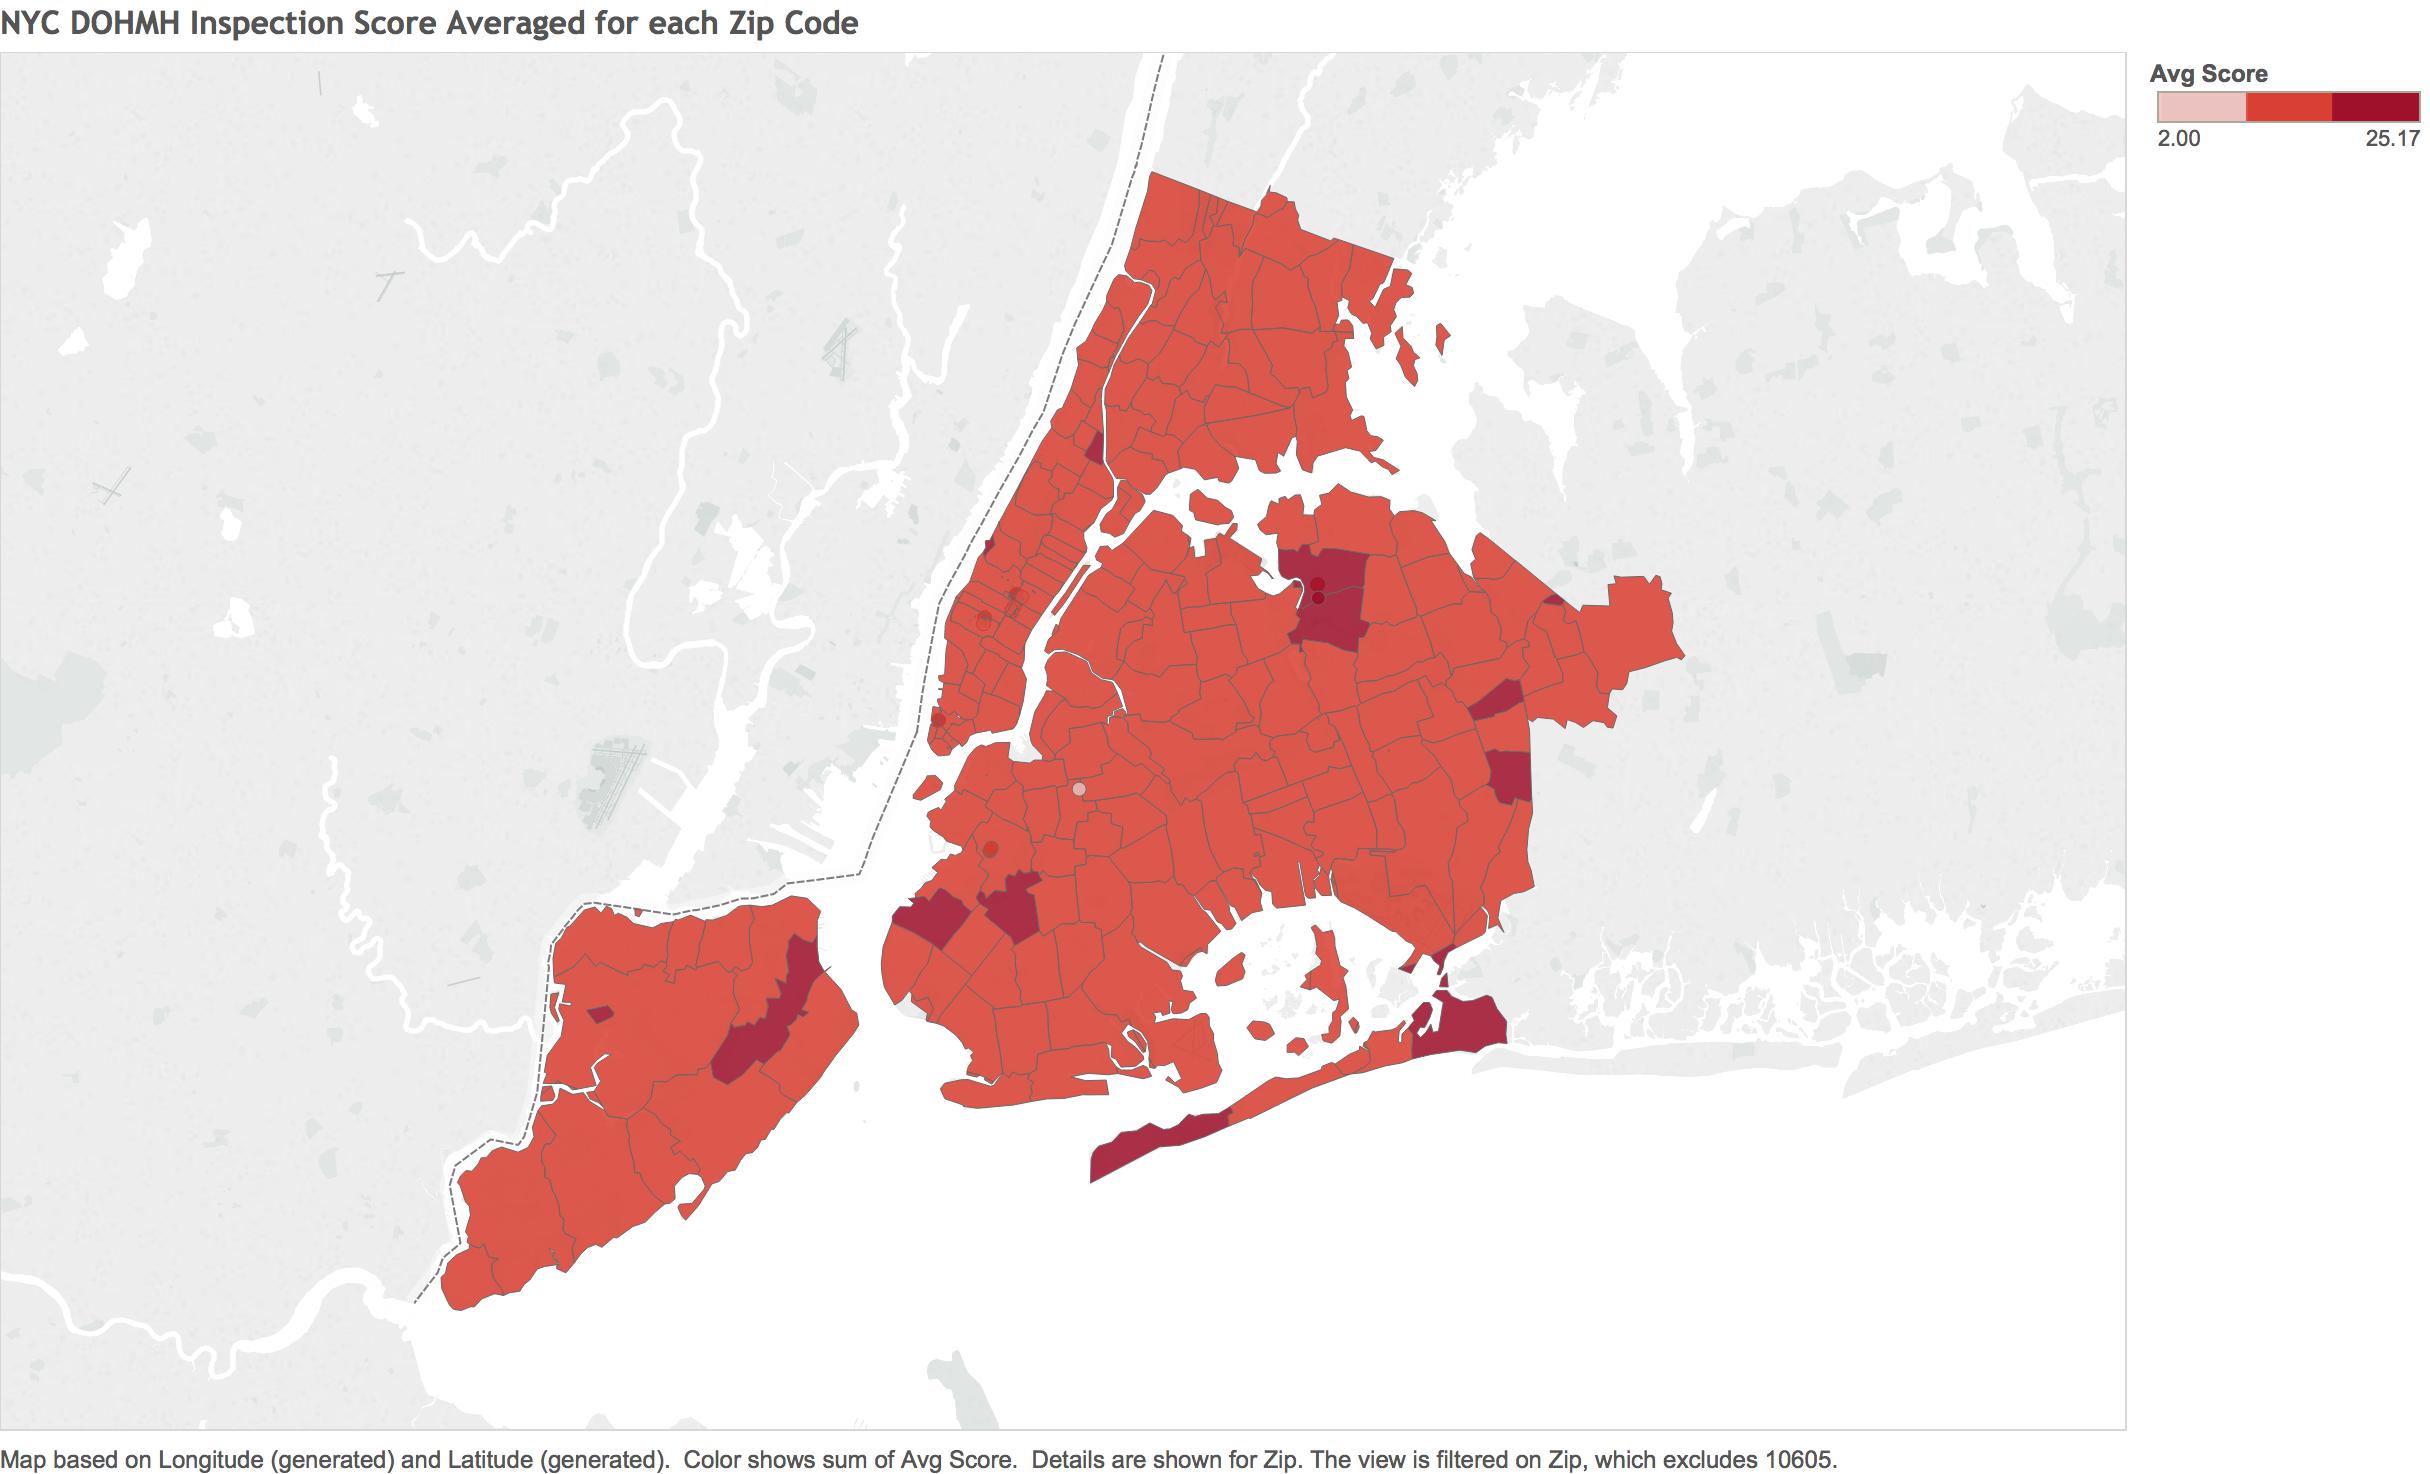 NYC DOHMH Inspection Score Averaged for each Zip Code
Avg Score
2.00 25.17
Map based on Longitude (generated) and Latitude (generated).  Color shows sum of Avg Score.  Details are shown for Zip. The view is filtered on Zip, which excludes 10605.